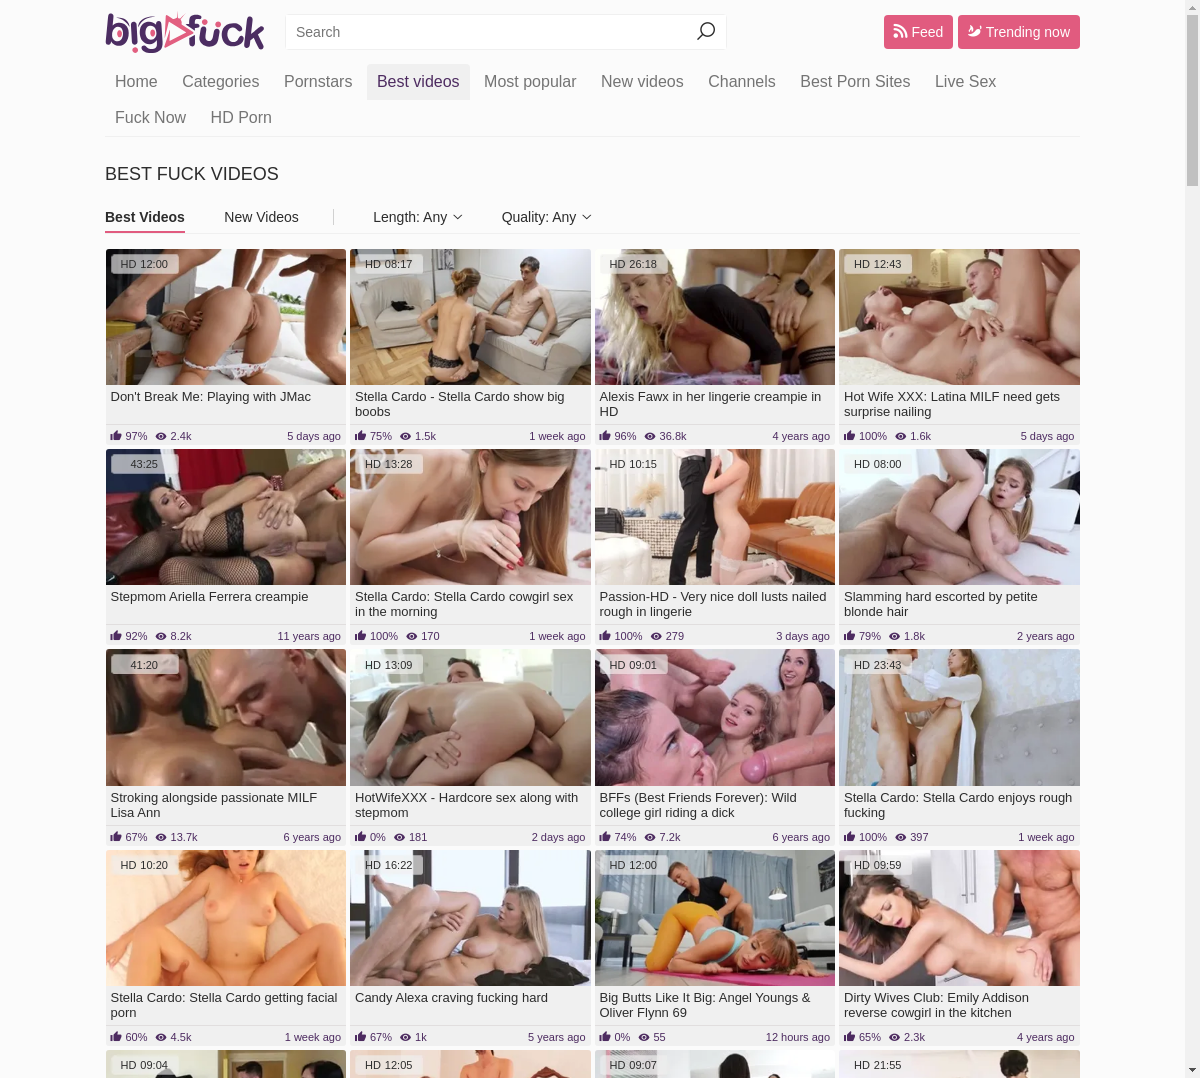 bigfuck
Search
Feed
Trending now
Home Categories Pornstars Best videos Most popular New videos Channels Best Porn Sites Live Sex
Fuck Now HD Porn
BEST FUCK VIDEOS
Best Videos New Videos Length: Any Quality: Any
HD 12:00
HD 08:17
HD 26:18
HD 12:43
Don't Break Me: Playing with JMac
97% 2.4k 5 days ago
Stella Cardo - Stella Cardo show big
boobs
75% 1.5k 1 week ago
Alexis Fawx in her lingerie creampie in
HD
96% 36.8k 4 years ago
Hot Wife XXX: Latina MILF need gets
surprise nailing
100% 1.6k 5 days ago
43:25
HD 13:28
HD 10:15
HD 08:00
Stepmom Ariella Ferrera creampie
92% 8.2k 11 years ago
Stella Cardo: Stella Cardo cowgirl sex
in the morning
100% 170 1 week ago
Passion-HD - Very nice doll lusts nailed
rough in lingerie
100% 279 3 days ago
Slamming hard escorted by petite
blonde hair
79% 1.8k 2 years ago
41:20
HD 13:09
HD 09:01
HD 23:43
Stroking alongside passionate MILF
Lisa Ann
67% 13.7k 6 years ago
HotWifeXXX - Hardcore sex along with
stepmom
0% 181 2 days ago
BFFs (Best Friends Forever): Wild
college girl riding a dick
74% 7.2k 6 years ago
Stella Cardo: Stella Cardo enjoys rough
fucking
100% 397 1 week ago
HD 10:20
HD 16:22
HD 12:00
HD 09:59
Stella Cardo: Stella Cardo getting facial
porn
60% 4.5k 1 week ago
Candy Alexa craving fucking hard
67% 1k 5 years ago
Big Butts Like It Big: Angel Youngs &
Oliver Flynn 69
0% 55 12 hours ago
Dirty Wives Club: Emily Addison
reverse cowgirl in the kitchen
65% 2.3k 4 years ago
HD 09:04
HD 12:05
HD 09:07
HD 21:55